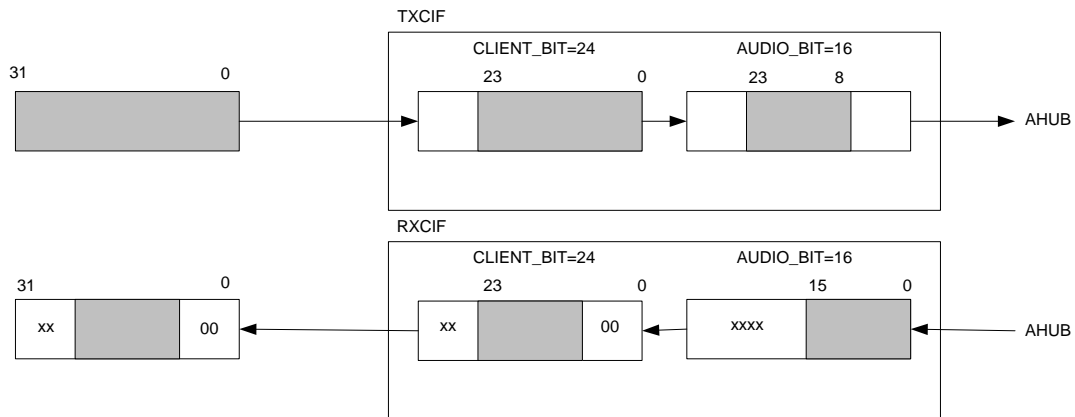 TXCIF
CLIENT_BIT=24 AUDIO_BIT=16
31 0 23 0 23 8
AHUB
RXCIF
CLIENT_BIT=24 AUDIO_BIT=16
31 0 23 0 15 0
xx 00 xx 00 xxxx AHUB